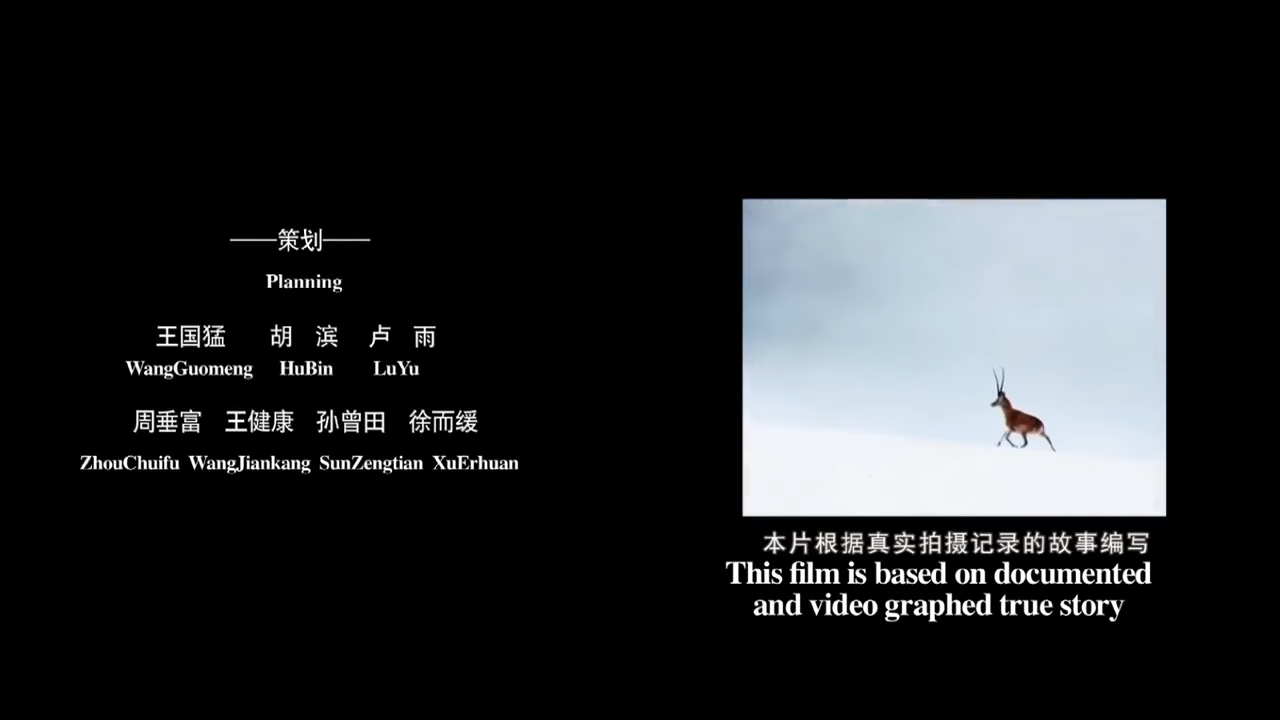 ——策划——
Planning
王国猛 胡 滨 卢 雨
WangGuomeng HuBin LuYu
周垂富 王健康 孙曾田 徐而缓
ZhouChuifu WangJiankang SunZengtian XuErhuan
本片根据真实拍摄记录的故事编写
This film is based on documented
and video graphed true story